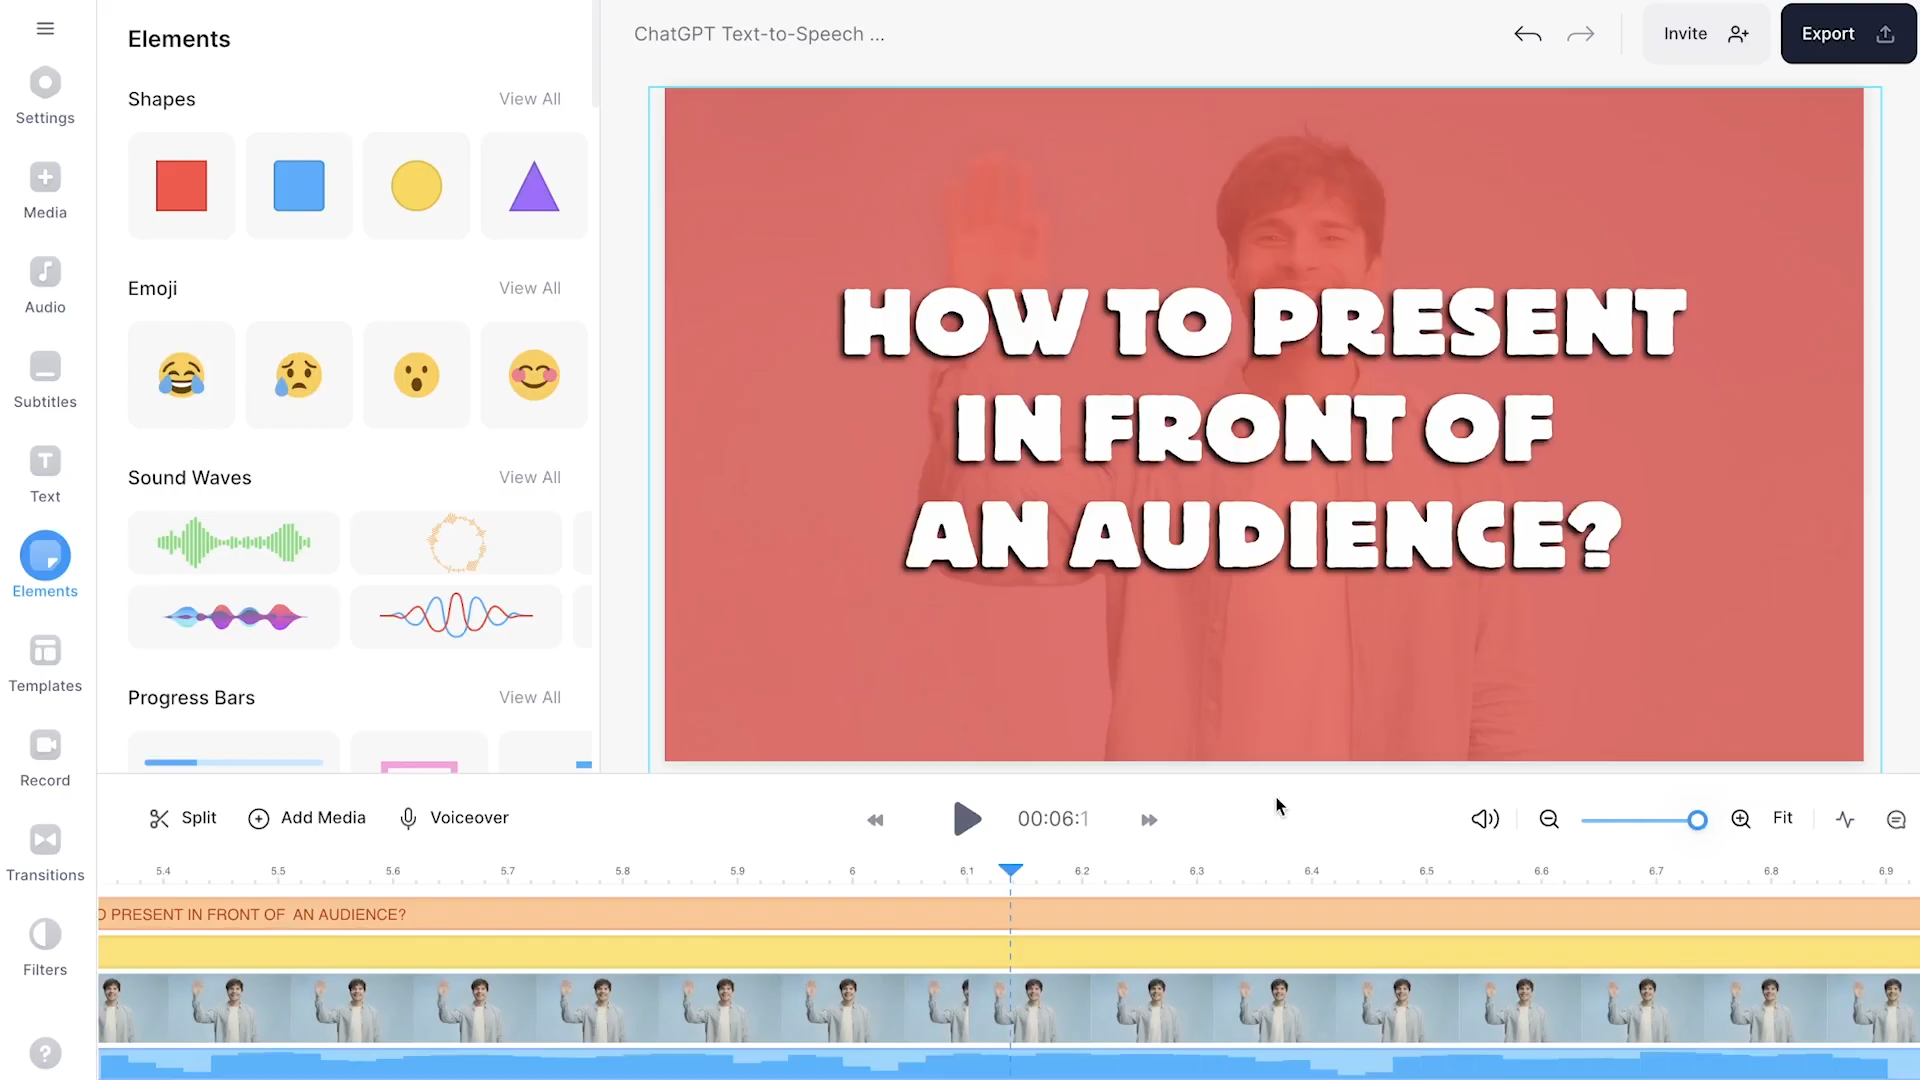 Elements
ChatGPT Text-to-Speech ...
Invite
Export
Settings
Media
Audio
Subtitles
Text
Elements
Templates
Record
Transitions
Filters
?
Shapes
View All
Emoji
View All
Sound Waves
View All
Progress Bars
View All
HOW TO PRESENT
IN FRONT OF
AN AUDIENCE?
Split
Add Media
Voiceover
00:06:1
Fit
5.4 5.5 5.6 5.7 5.8 5.9 6 6.1 6.2 6.3 6.4 6.5 6.6 6.7 6.8 6.9
PRESENT IN FRONT OF AN AUDIENCE?